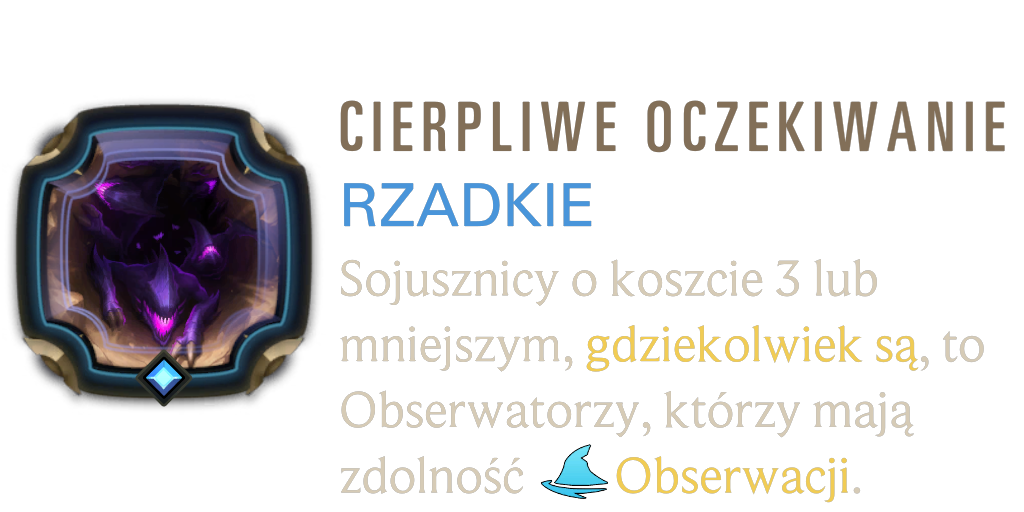 CIERPLIWE OCZEKIWANIE
RZADKIE
Sojusznicy o koszcie 3 lub
mniejszym, gdziekolwiek są, to
Obserwatorzy, którzy mają
zdolność Obserwacji.